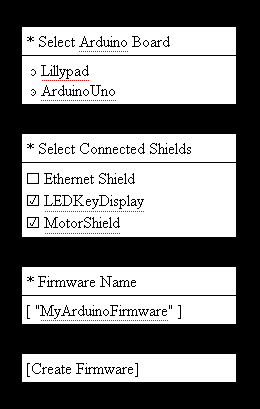 * Select Arduino Board
ɔ Lillypad
ɔ ArduinoUno
* Select Connected Shields
☐ Ethernet Shield
☑ LEDKeyDisplay
☑ MotorShield
* Firmware Name
[ "MyArduinoFirmware" ]
[Create Firmware]